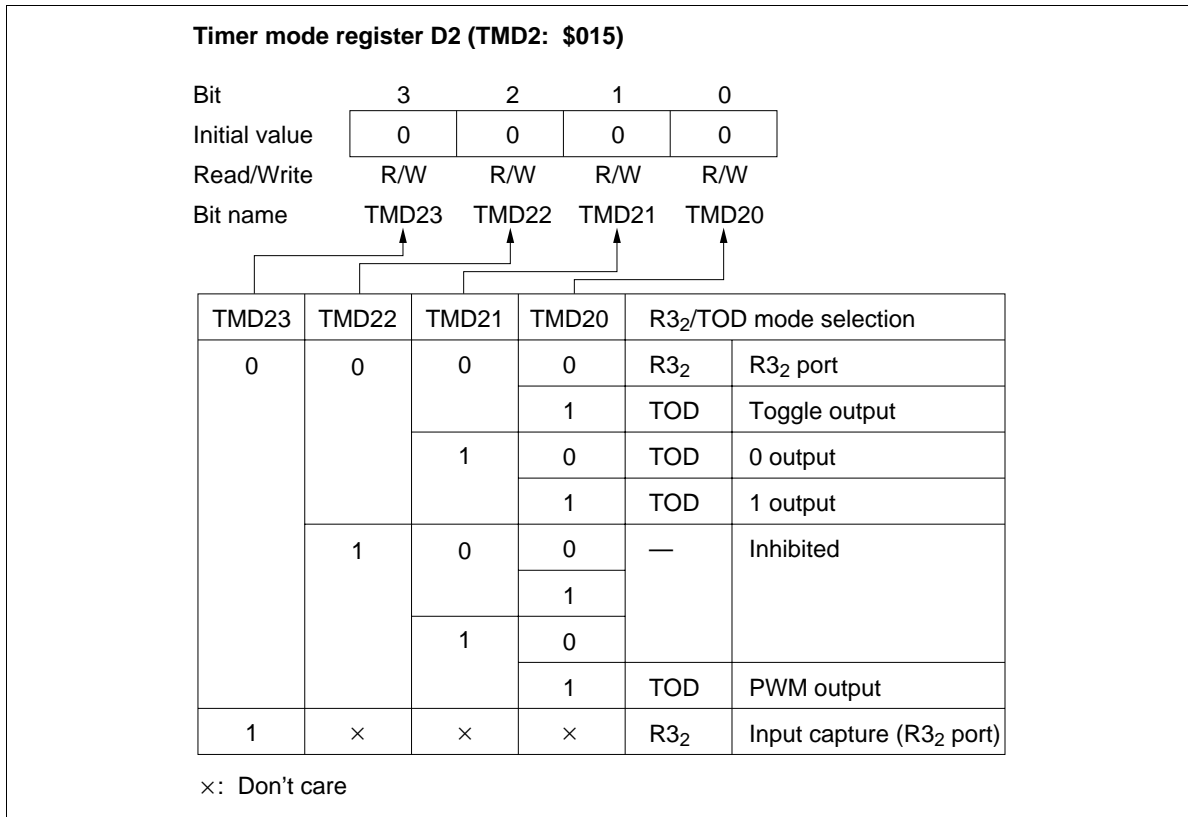 Timer mode register D2 (TMD2: $015)
Bit 3 2 1 0
Initial value 0 0 0 0
Read/Write R/W R/W R/W R/W
Bit name TMD23 TMD22 TMD21 TMD20
TMD23 TMD22 TMD21 TMD20 R3₂/TOD mode selection
0 0 0 0 R3₂ R3₂ port
1 TOD Toggle output
1 0 TOD 0 output
1 TOD 1 output
1 0 0 — Inhibited
1
1 0
1 TOD PWM output
1 × × × R3₂ Input capture (R3₂ port)
×: Don't care